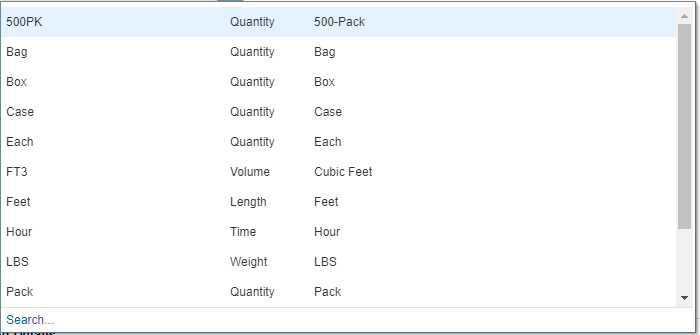 500PK Quantity 500-Pack
Bag Quantity Bag
Box Quantity Box
Case Quantity Case
Each Quantity Each
FT3 Volume Cubic Feet
Feet Length Feet
Hour Time Hour
LBS Weight LBS
Pack Quantity Pack
Search...